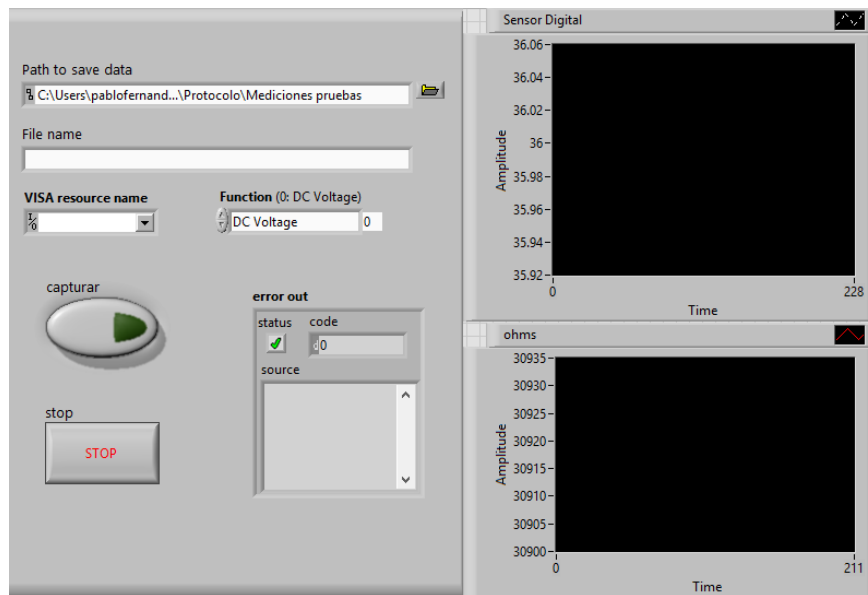 Path to save data
C:\Users\pablofernand...\Protocolo\Mediciones pruebas
File name
VISA resource name
Function (0: DC Voltage)
I/0
DC Voltage 0
capturar
error out
status code
d0
source
stop
STOP
Sensor Digital
36.06
36.04
36.02
36
35.98
35.96
35.94
35.92
Amplitude
0 228
Time
ohms
30935
30930
30925
30920
30915
30910
30905
30900
Amplitude
0 211
Time